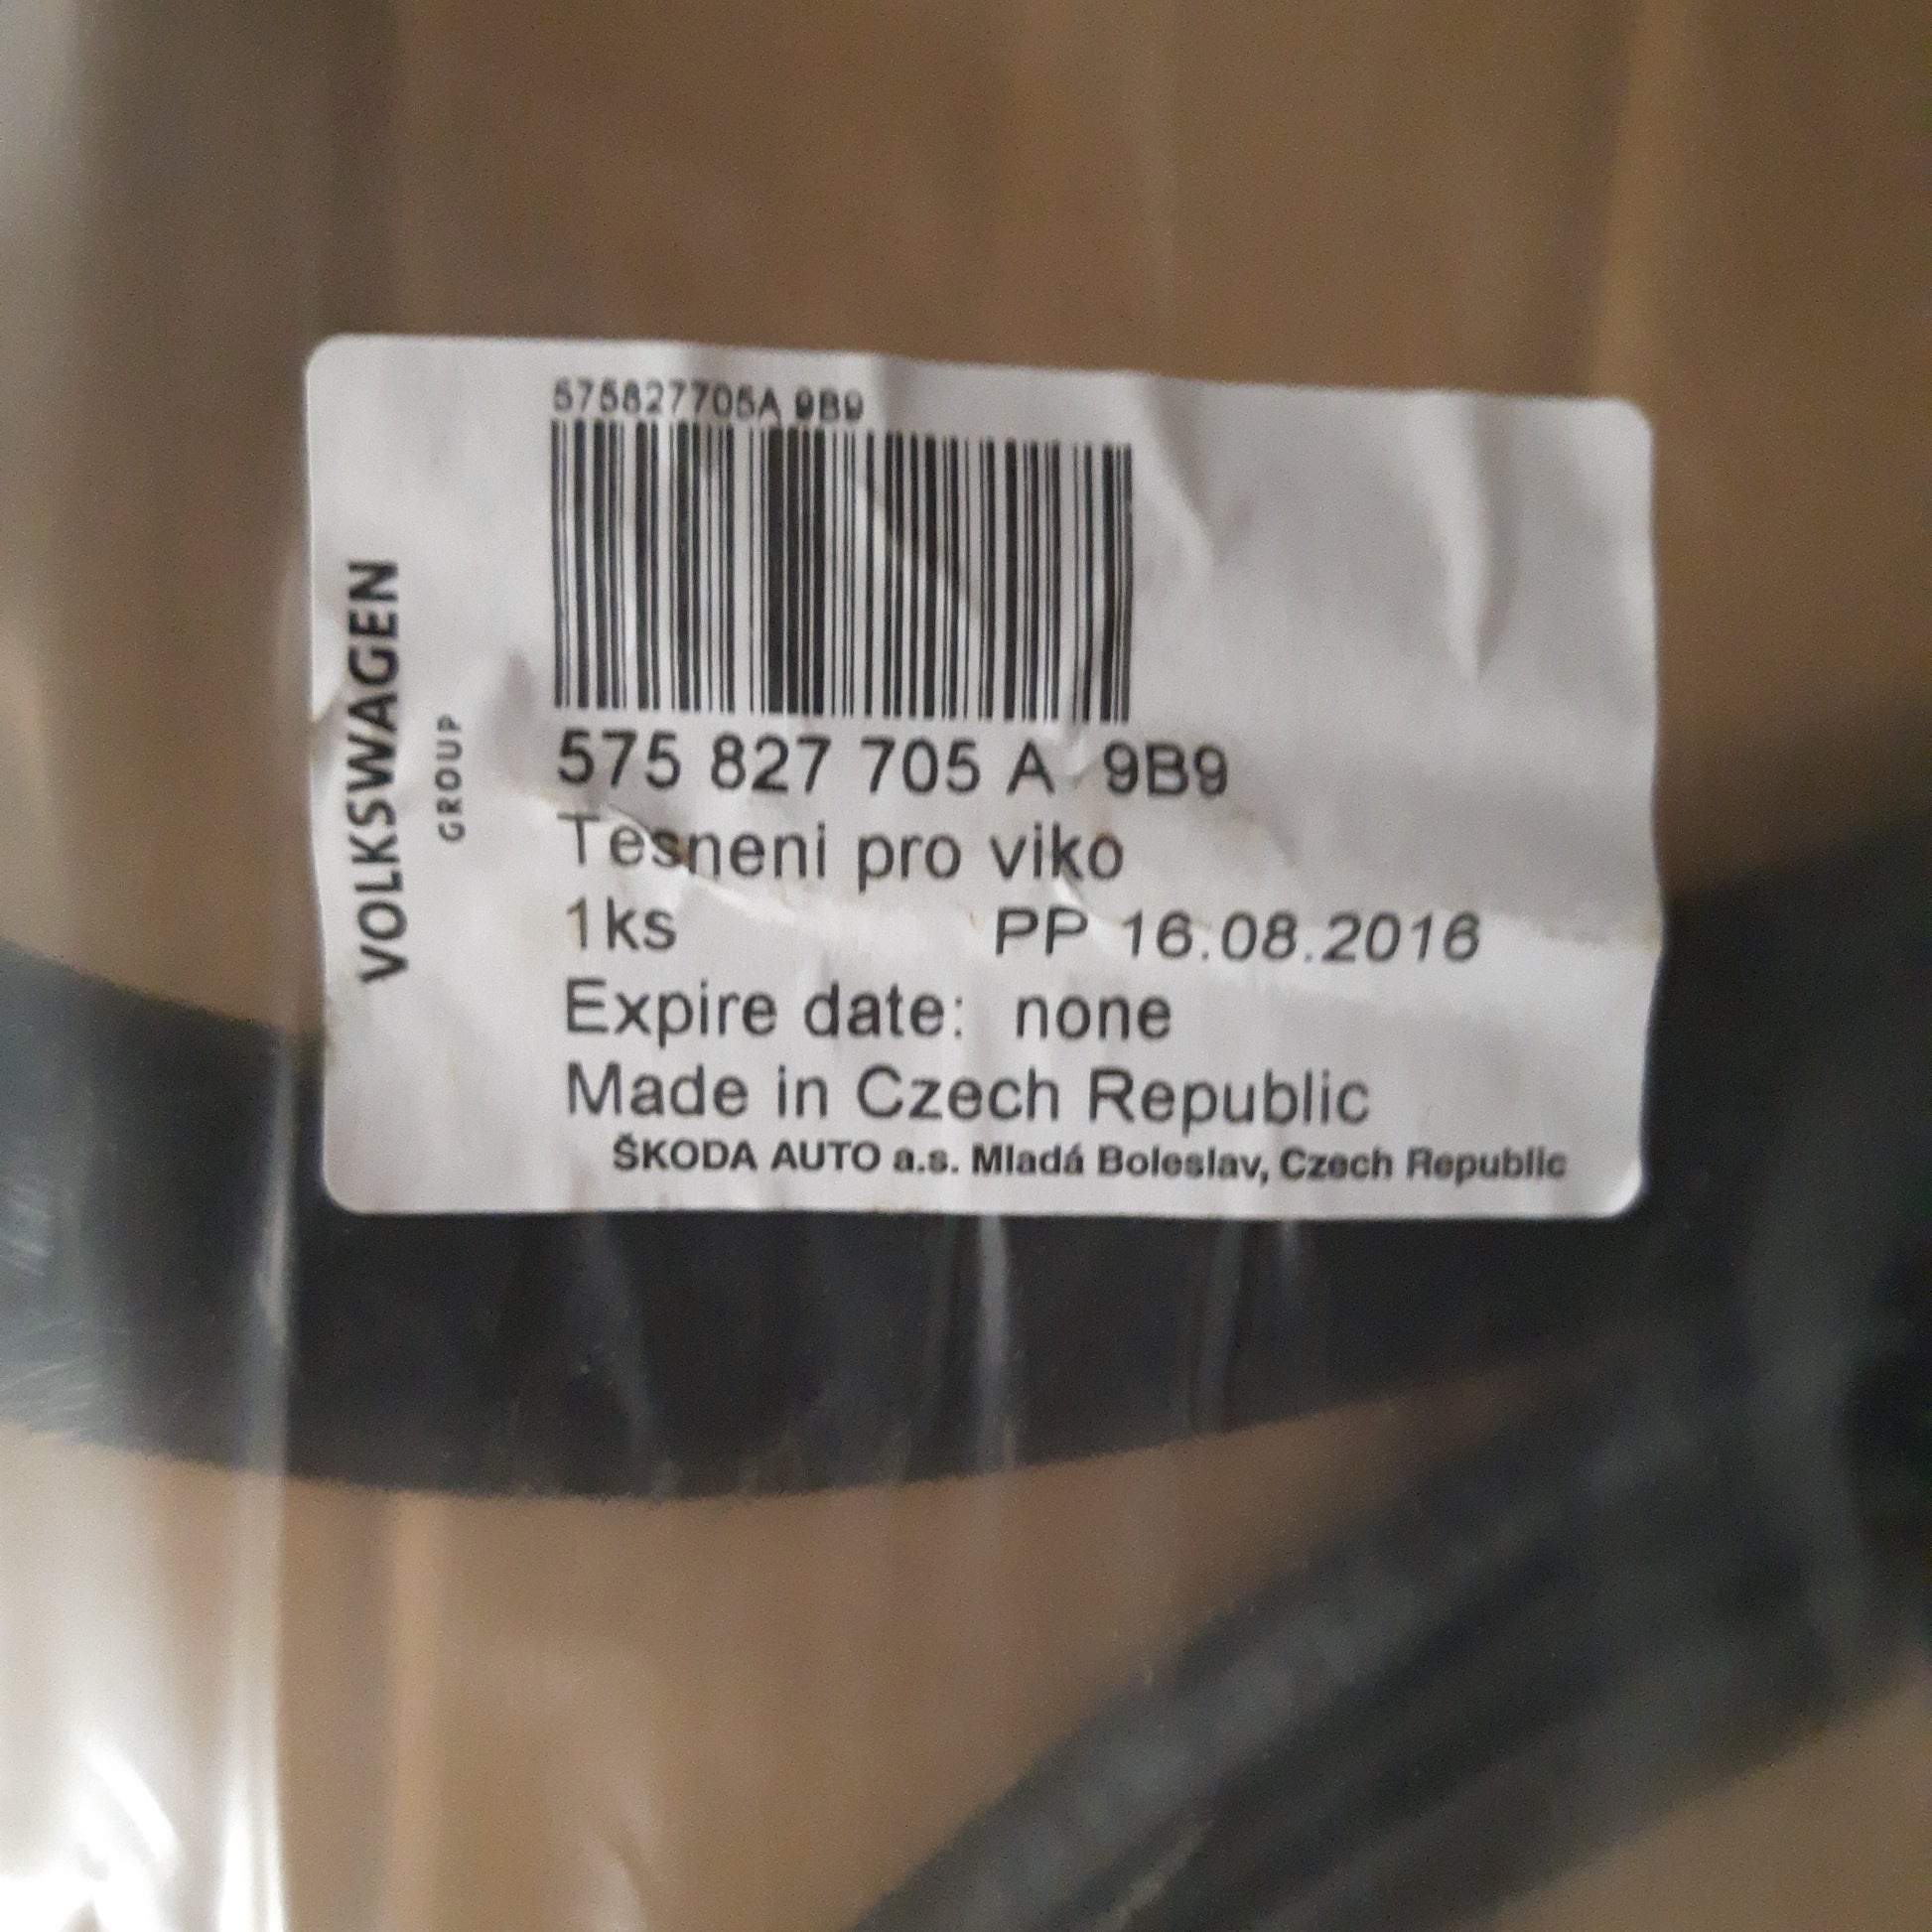 575827705A 9B9
VOLKSWAGEN
GROUP
575 827 705 A 9B9
Tesneni pro viko
1ks PP 16.08.2016
Expire date: none
Made in Czech Republic
ŠKODA AUTO a.s. Mladá Boleslav, Czech Republic